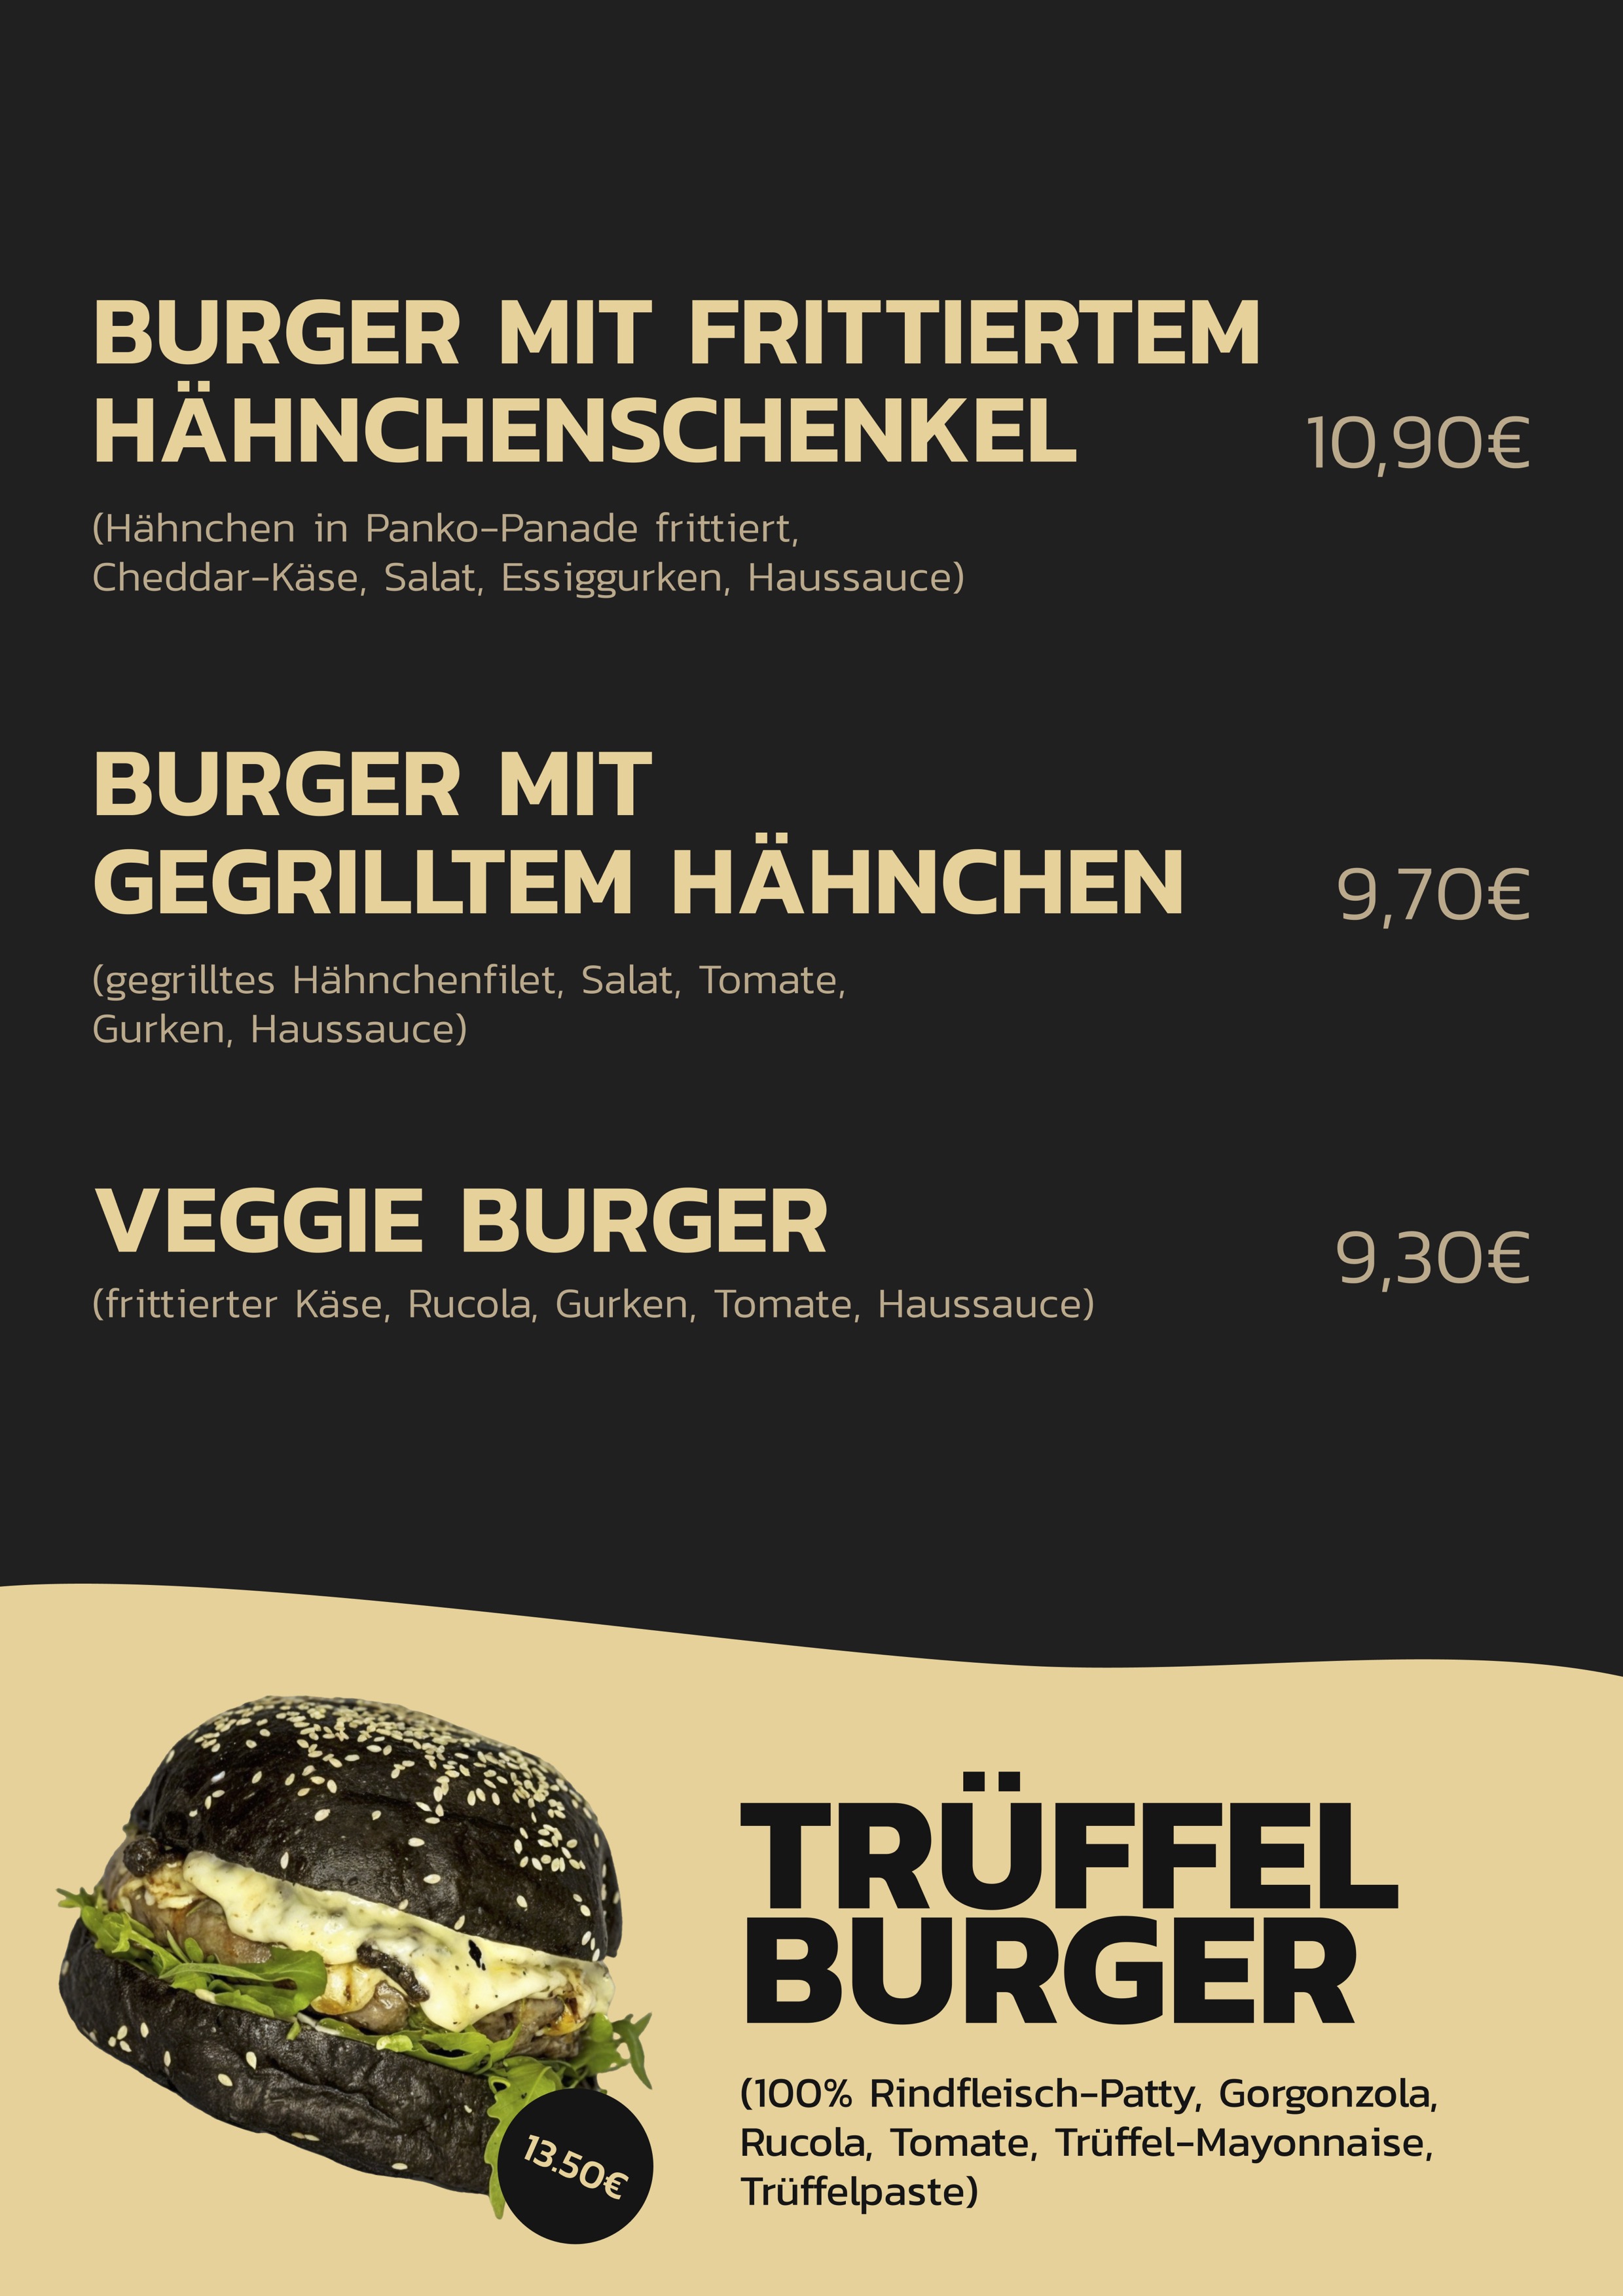 BURGER MIT FRITTIERTEM
HÄHNCHENSCHENKEL 10,90€
(Hähnchen in Panko-Panade frittiert,
Cheddar-Käse, Salat, Essiggurken, Haussauce)
BURGER MIT
GEGRILLTEM HÄHNCHEN 9,70€
(gegrilltes Hähnchenfilet, Salat, Tomate,
Gurken, Haussauce)
VEGGIE BURGER 9,30€
(frittierter Käse, Rucola, Gurken, Tomate, Haussauce)
TRÜFFEL
BURGER
(100% Rindfleisch-Patty, Gorgonzola,
Rucola, Tomate, Trüffel-Mayonnaise,
Trüffelpaste)
13.50€